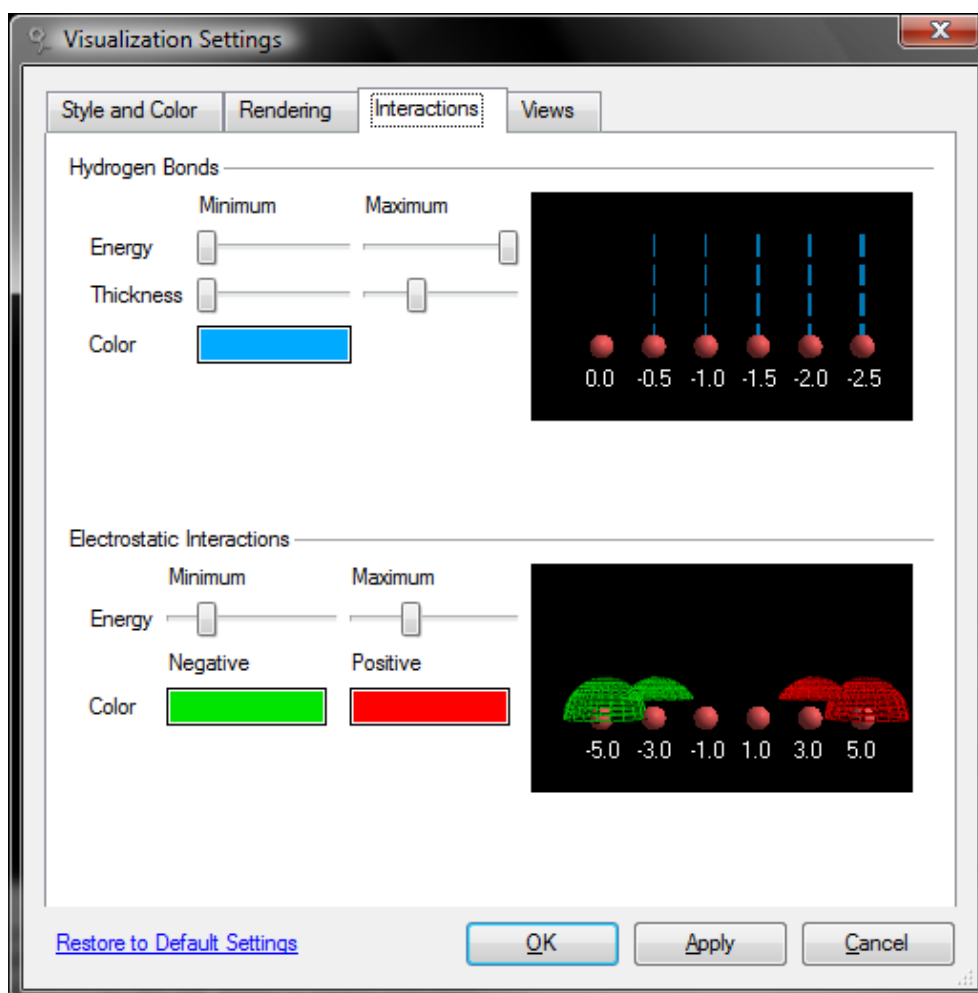 Visualization Settings
Style and Color Rendering Interactions Views
Hydrogen Bonds
Minimum Maximum
Energy
Thickness
Color
0.0 -0.5 -1.0 -1.5 -2.0 -2.5
Electrostatic Interactions
Minimum Maximum
Energy
Negative Positive
Color
-5.0 -3.0 -1.0 1.0 3.0 5.0
Restore to Default Settings OK Apply Cancel